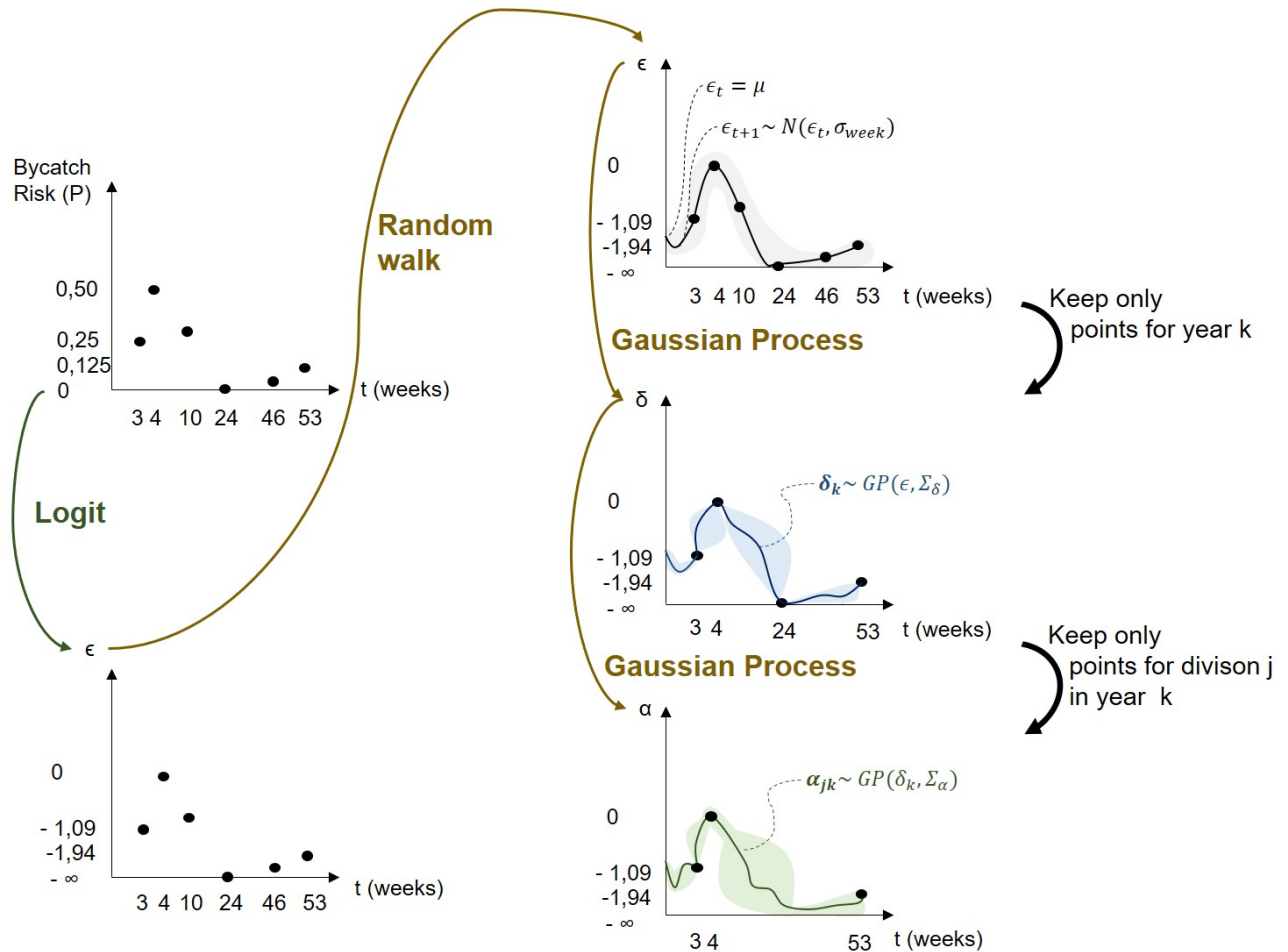 Bycatch
Risk (P)
0,50
0,25
0,125
0
t (weeks)
3 4 10 24 46 53
Logit
ϵ
0
- 1,09
-1,94
- ∞
t (weeks)
3 4 10 24 46 53
Random
walk
ϵ
ϵₜ = μ
ϵₜ₊₁~ N(ϵₜ, σ_week)
0
- 1,09
-1,94
- ∞
3 4 10 24 46 53 t (weeks)
Keep only
points for year k
Gaussian Process
δ
δₖ~ GP(ϵ, Σ_δ)
0
- 1,09
-1,94
- ∞
3 4 24 53 t (weeks)
Keep only
points for divison j
in year k
Gaussian Process
α
αⱼₖ~ GP(δₖ, Σ_α)
0
- 1,09
-1,94
- ∞
3 4 53 t (weeks)